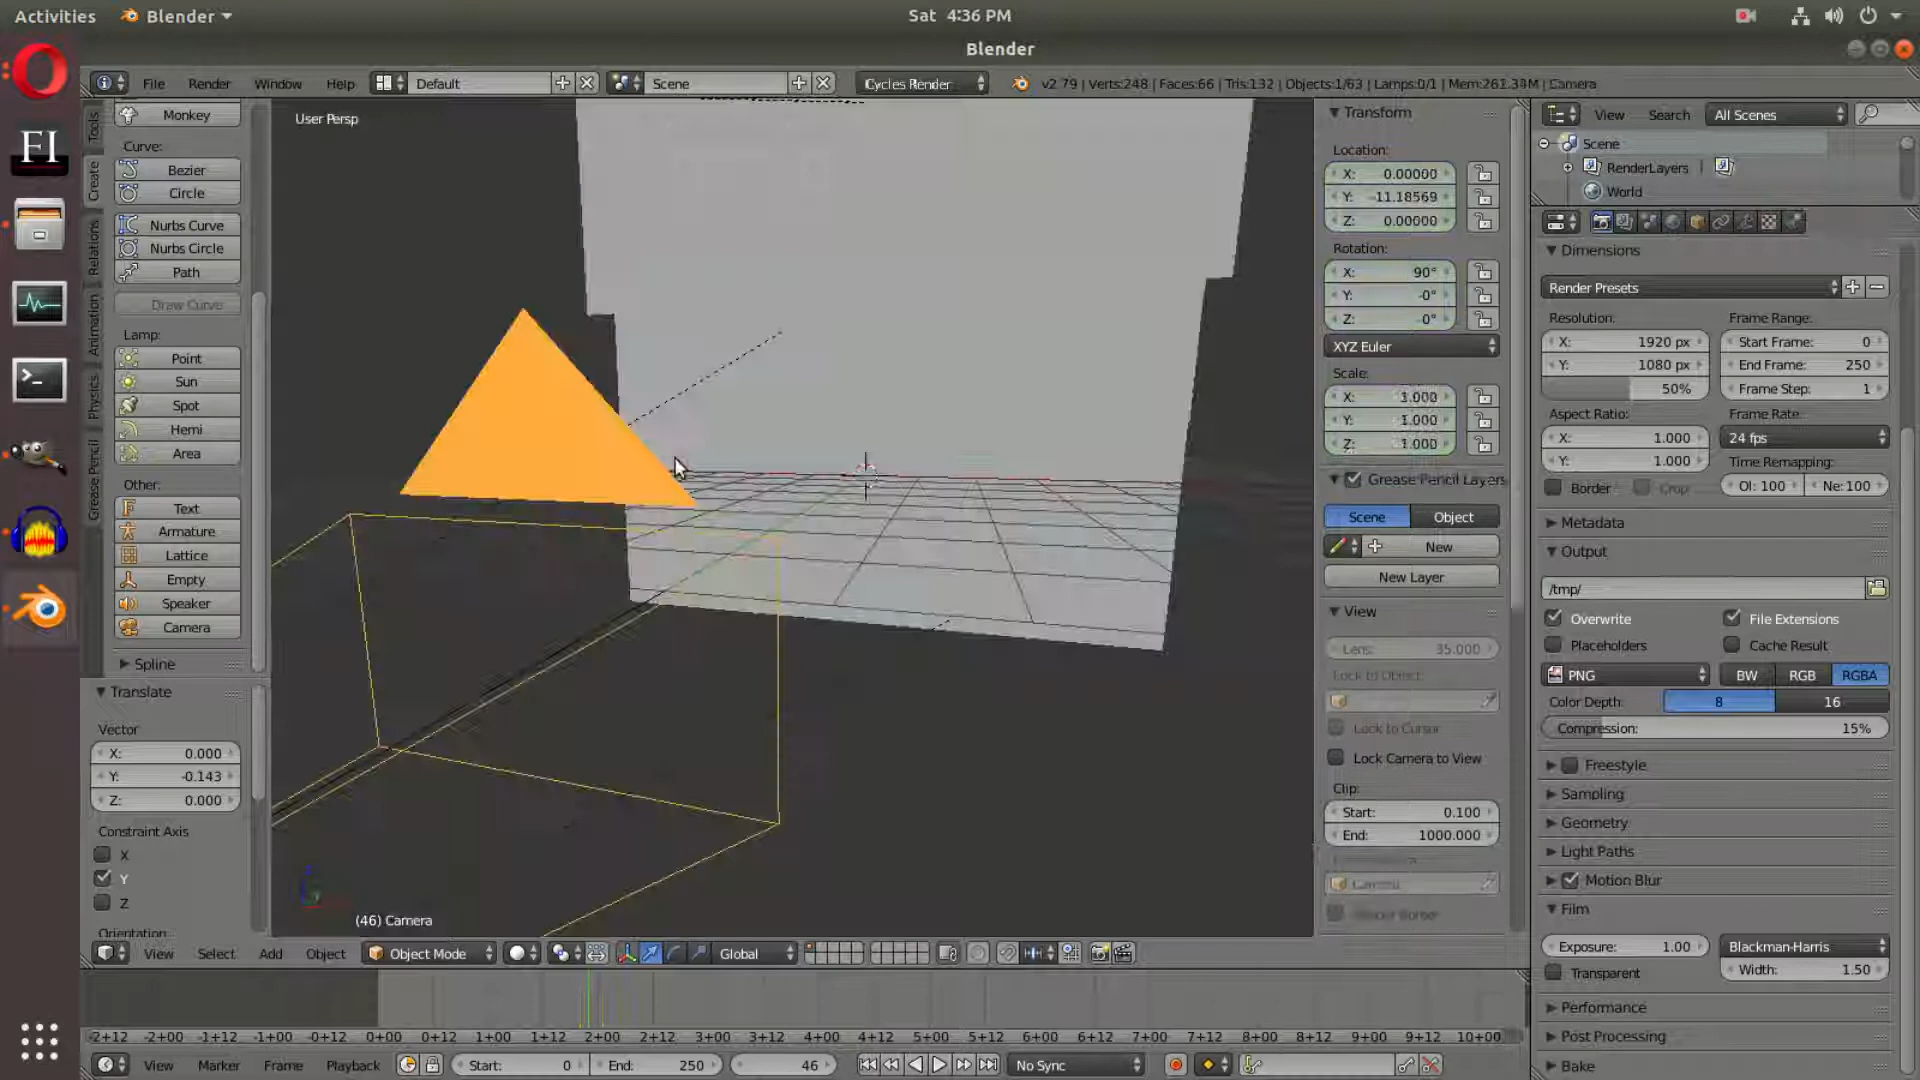 Activities Blender Sat 4:36 PM
Blender
File Render Window Help Default Scene Cycles Render v2.79 | Verts:248 | Faces:66 | Tris:132 | Objects:1/63 | Lamps:0/1 | Mem:261.38M | Camera
FI
Tools
Create
Relations
Animation
Physics
Grease Pencil
Monkey
Curve:
Bezier
Circle
Nurbs Curve
Nurbs Circle
Path
Draw Curve
Lamp:
Point
Sun
Spot
Hemi
Area
Other:
Text
Armature
Lattice
Empty
Speaker
Camera
Spline
Translate
Vector
X: 0.000
Y: -0.143
Z: 0.000
Constraint Axis
X
Y
Z
Orientation
User Persp
(46) Camera
Transform
Location:
X: 0.00000
Y: -11.18569
Z: 0.00000
Rotation:
X: 90°
Y: -0°
Z: -0°
XYZ Euler
Scale:
X: 1.000
Y: 1.000
Z: 1.000
Grease Pencil Layers
Scene Object
New
New Layer
View
Lens: 35.000
Lock to Object:
Lock to Cursor
Lock Camera to View
Clip:
Start: 0.100
End: 1000.000
Camera
Render Border
View Search All Scenes
Scene
RenderLayers
World
Dimensions
Render Presets
Resolution: Frame Range:
X: 1920 px Start Frame: 0
Y: 1080 px End Frame: 250
50% Frame Step: 1
Aspect Ratio: Frame Rate:
X: 1.000 24 fps
Y: 1.000 Time Remapping:
Border Crop Ol: 100 Ne: 100
Metadata
Output
/tmp/
Overwrite File Extensions
Placeholders Cache Result
PNG BW RGB RGBA
Color Depth: 8 16
Compression: 15%
Freestyle
Sampling
Geometry
Light Paths
Motion Blur
Film
Exposure: 1.00 Blackman-Harris
Transparent Width: 1.50
Performance
Post Processing
Bake
View Select Add Object Object Mode Global
-2+12 -2+00 -1+12 -1+00 -0+12 0+00 0+12 1+00 1+12 2+00 2+12 3+00 3+12 4+00 4+12 5+00 5+12 6+00 6+12 7+00 7+12 8+00 8+12 9+00 9+12 10+00
View Marker Frame Playback Start: 0 End: 250 46 No Sync